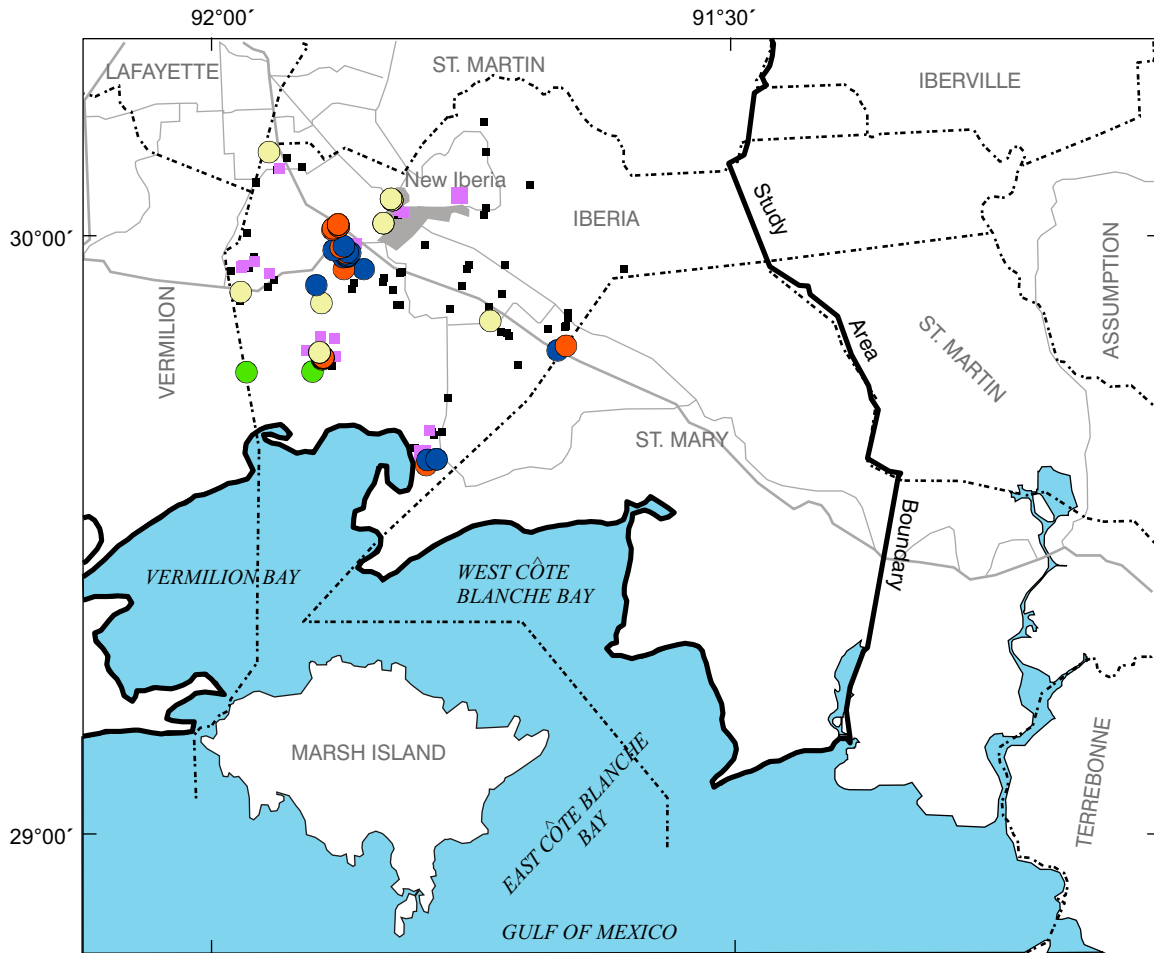 92°00´
91°30´
LAFAYETTE
ST. MARTIN
IBERVILLE
New Iberia
Study
IBERIA
30°00´
ASSUMPTION
VERMILION
Area
ST. MARTIN
ST. MARY
Boundary
VERMILION BAY
WEST CÔTE
BLANCHE BAY
MARSH ISLAND
EAST CÔTE BLANCHE
BAY
TERREBONNE
29°00´
GULF OF MEXICO